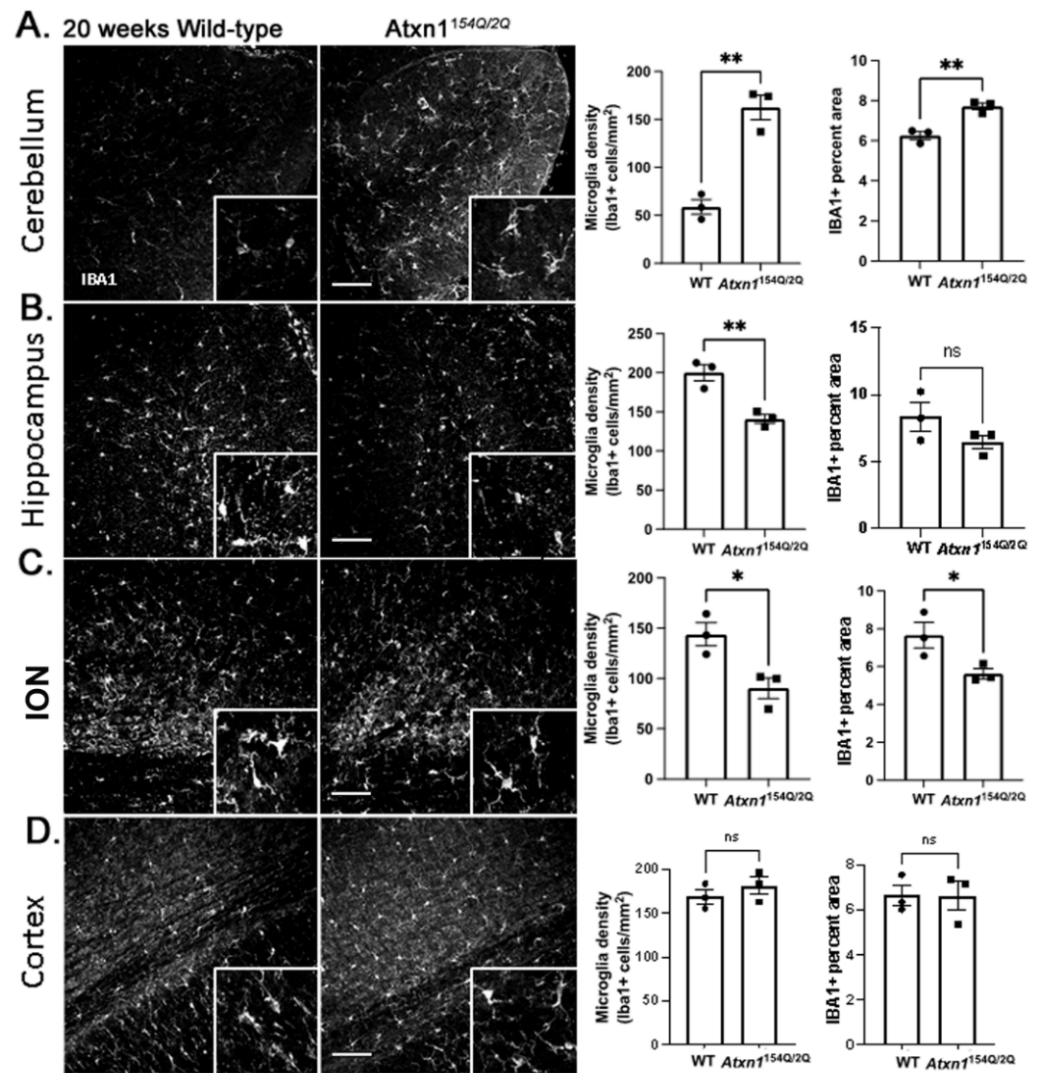 A. 20 weeks Wild-type Atxn1154Q/2Q
Cerebellum
IBA1
Microglia density
(Iba1+ cells/mm2)
200
150
100
50
0
**
WT Atxn1154Q/2Q
IBA1+ percent area
10
8
6
4
2
0
**
WT Atxn1154Q/2Q
B.
Hippocampus
Microglia density
(Iba1+ cells/mm2)
250
200
150
100
50
0
**
WT Atxn1154Q/2Q
IBA1+ percent area
15
10
5
0
ns
WT Atxn1154Q/2Q
C.
ION
Microglia density
(Iba1+ cells/mm2)
200
150
100
50
0
*
WT Atxn1154Q/2Q
IBA1+ percent area
10
8
6
4
2
0
*
WT Atxn1154Q/2Q
D.
Cortex
Microglia density
(Iba1+ cells/mm2)
200
150
100
50
0
ns
WT Atxn1154Q/2Q
IBA1+ percent area
8
6
4
2
0
ns
WT Atxn1154Q/2Q